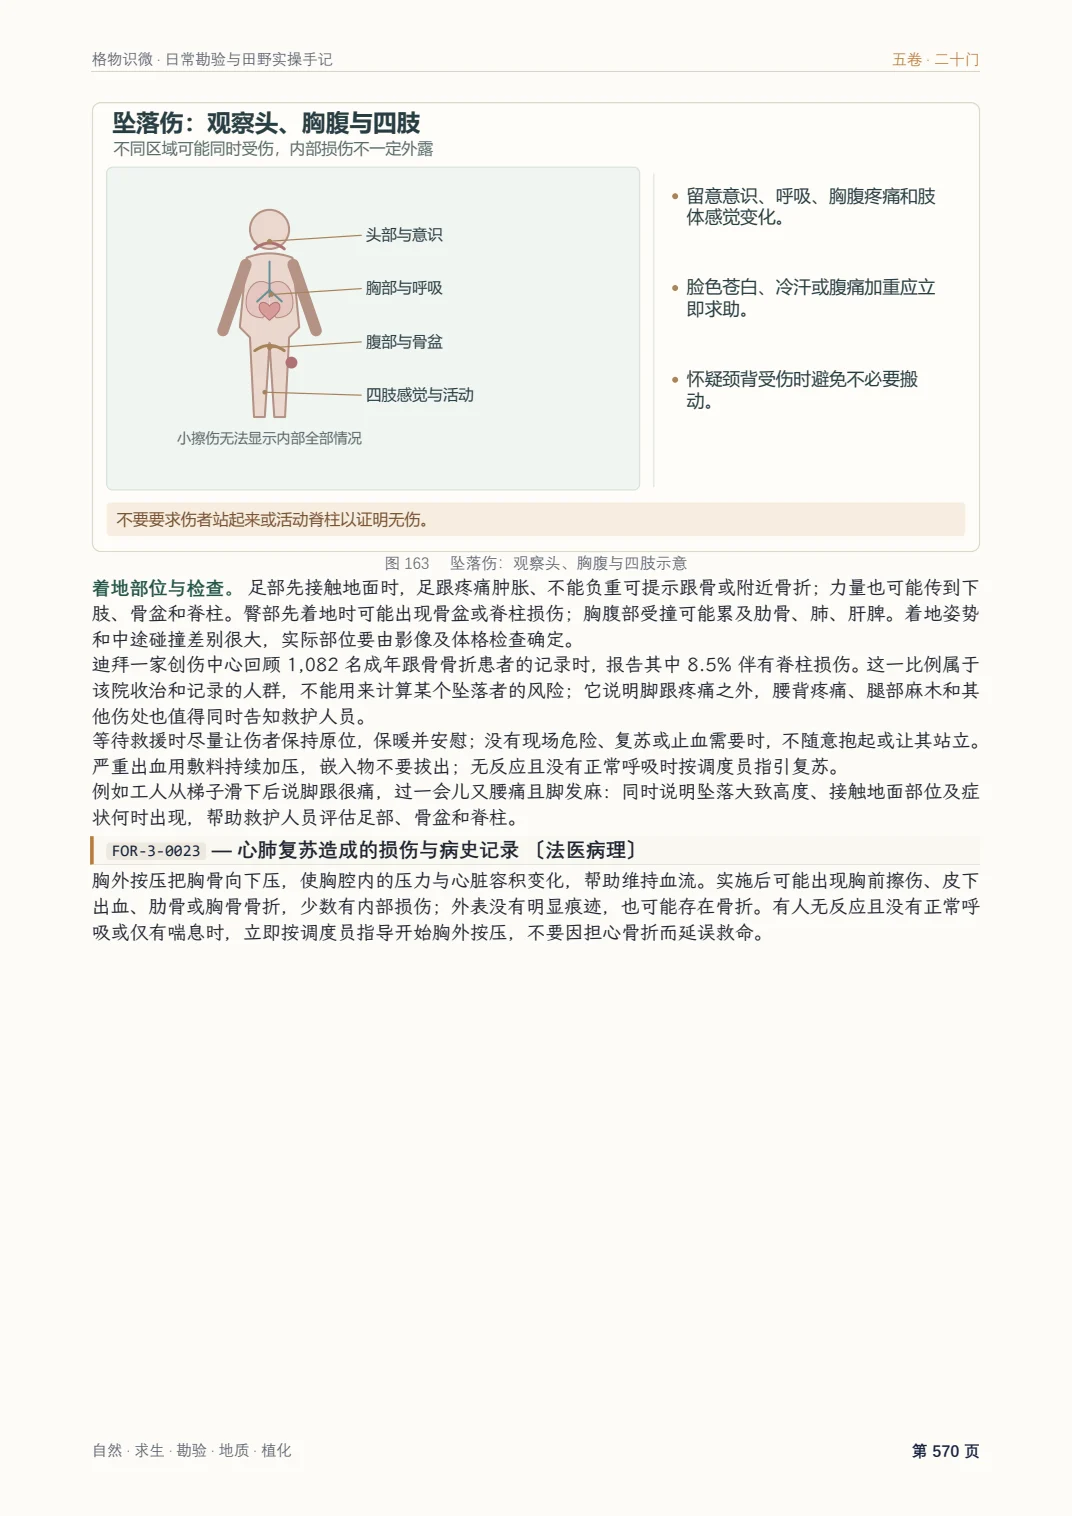 格物识微 · 日常勘验与田野实操手记
五卷 · 二十门
坠落伤：观察头、胸腹与四肢
不同区域可能同时受伤，内部损伤不一定外露
头部与意识
胸部与呼吸
腹部与骨盆
四肢感觉与活动
小擦伤无法显示内部全部情况
留意意识、呼吸、胸腹疼痛和肢
体感觉变化。
脸色苍白、冷汗或腹痛加重应立
即求助。
怀疑颈背受伤时避免不必要搬
动。
不要要求伤者站起来或活动脊柱以证明无伤。
图 163 坠落伤：观察头、胸腹与四肢示意
着地部位与检查。 足部先接触地面时，足跟疼痛肿胀、不能负重可提示跟骨或附近骨折；力量也可能传到下
肢、骨盆和脊柱。臀部先着地时可能出现骨盆或脊柱损伤；胸腹部受撞可能累及肋骨、肺、肝脾。着地姿势
和中途碰撞差别很大，实际部位要由影像及体格检查确定。
迪拜一家创伤中心回顾 1,082 名成年跟骨骨折患者的记录时，报告其中 8.5% 伴有脊柱损伤。这一比例属于
该院收治和记录的人群，不能用来计算某个坠落者的风险；它说明脚跟疼痛之外，腰背疼痛、腿部麻木和其
他伤处也值得同时告知救护人员。
等待救援时尽量让伤者保持原位，保暖并安慰；没有现场危险、复苏或止血需要时，不随意抱起或让其站立。
严重出血用敷料持续加压，嵌入物不要拔出；无反应且没有正常呼吸时按调度员指引复苏。
例如工人从梯子滑下后说脚跟很痛，过一会儿又腰痛且脚发麻：同时说明坠落大致高度、接触地面部位及症
状何时出现，帮助救护人员评估足部、骨盆和脊柱。
FOR-3-0023 — 心肺复苏造成的损伤与病史记录 〔法医病理〕
胸外按压把胸骨向下压，使胸腔内的压力与心脏容积变化，帮助维持血流。实施后可能出现胸前擦伤、皮下
出血、肋骨或胸骨骨折，少数有内部损伤；外表没有明显痕迹，也可能存在骨折。有人无反应且没有正常呼
吸或仅有喘息时，立即按调度员指导开始胸外按压，不要因担心骨折而延误救命。
自然 · 求生 · 勘验 · 地质 · 植化
第 570 页